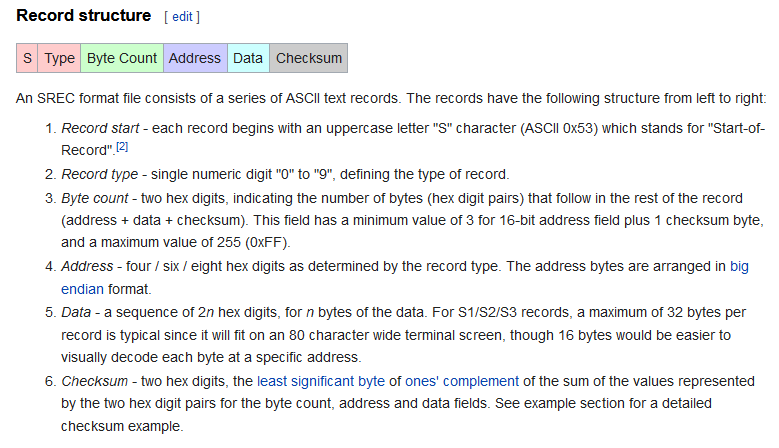 Record structure [ edit ]
S Type Byte Count Address Data Checksum
An SREC format file consists of a series of ASCII text records. The records have the following structure from left to right:
1. Record start - each record begins with an uppercase letter "S" character (ASCII 0x53) which stands for "Start-of-
Record".[2]
2. Record type - single numeric digit "0" to "9", defining the type of record.
3. Byte count - two hex digits, indicating the number of bytes (hex digit pairs) that follow in the rest of the record
(address + data + checksum). This field has a minimum value of 3 for 16-bit address field plus 1 checksum byte,
and a maximum value of 255 (0xFF).
4. Address - four / six / eight hex digits as determined by the record type. The address bytes are arranged in big
endian format.
5. Data - a sequence of 2n hex digits, for n bytes of the data. For S1/S2/S3 records, a maximum of 32 bytes per
record is typical since it will fit on an 80 character wide terminal screen, though 16 bytes would be easier to
visually decode each byte at a specific address.
6. Checksum - two hex digits, the least significant byte of ones' complement of the sum of the values represented
by the two hex digit pairs for the byte count, address and data fields. See example section for a detailed
checksum example.